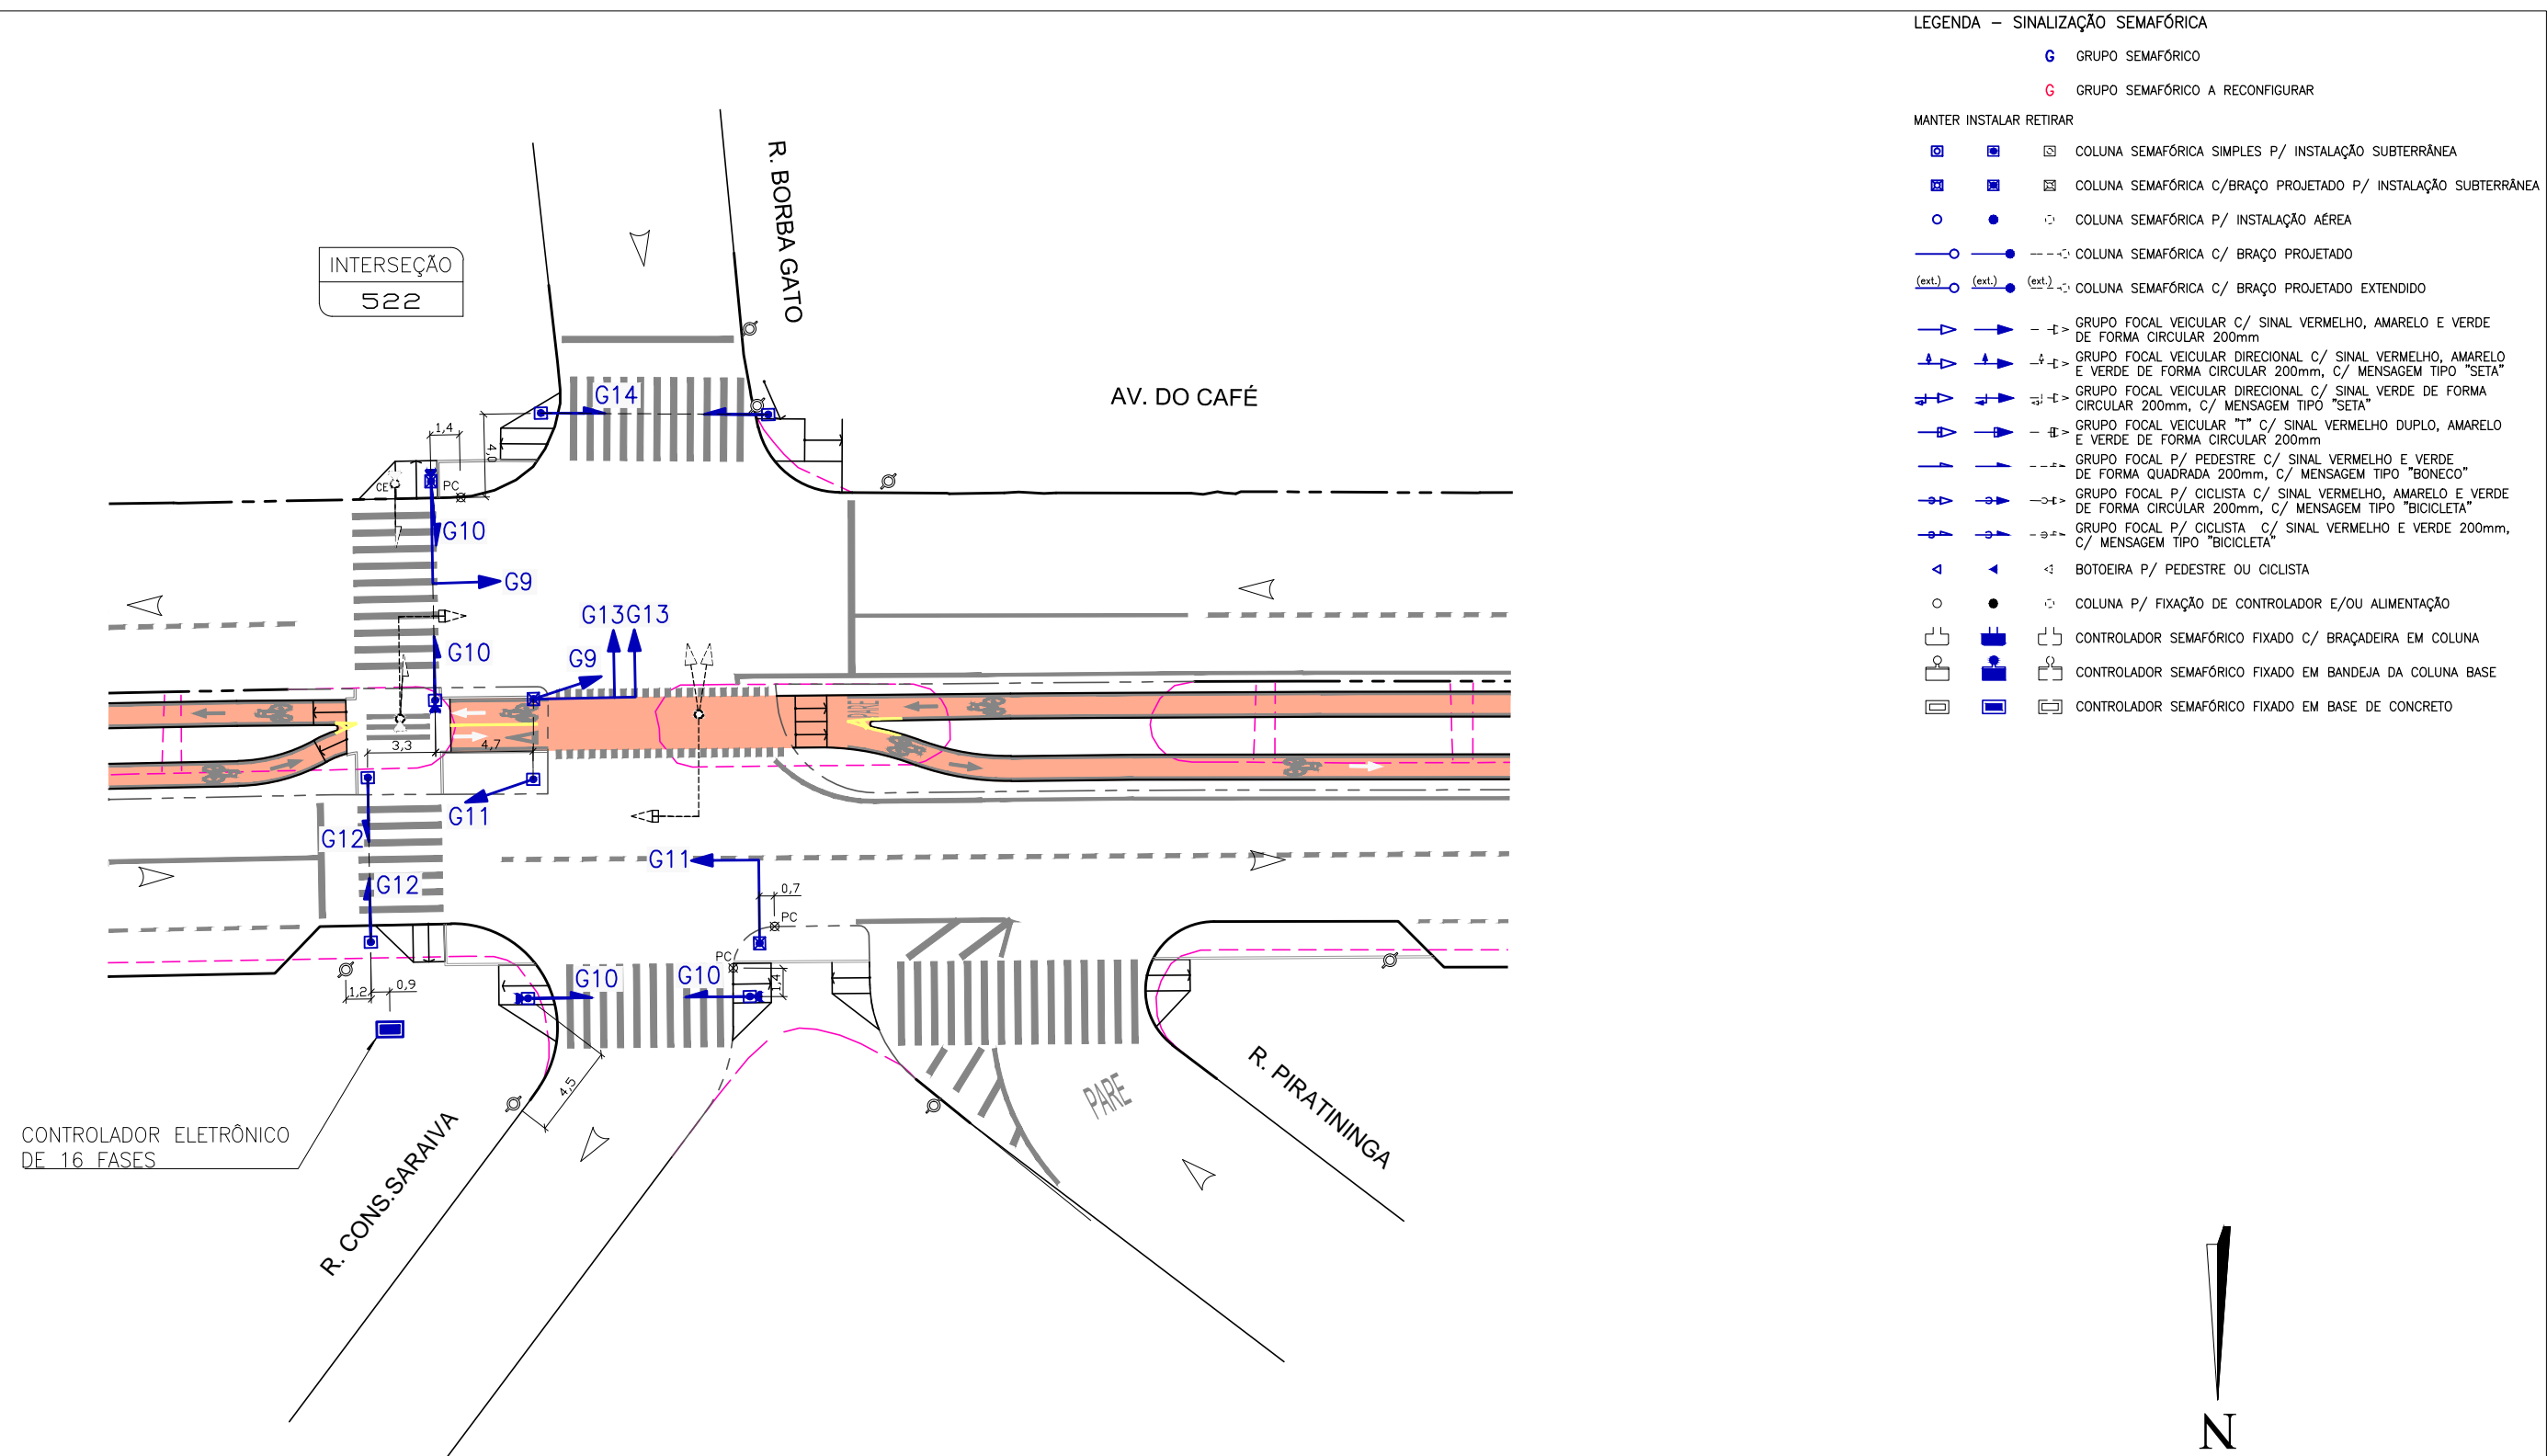 LEGENDA – SINALIZAÇÃO SEMAFÓRICA
G GRUPO SEMAFÓRICO
G GRUPO SEMAFÓRICO A RECONFIGURAR
MANTER INSTALAR RETIRAR
COLUNA SEMAFÓRICA SIMPLES P/ INSTALAÇÃO SUBTERRÂNEA
COLUNA SEMAFÓRICA C/BRAÇO PROJETADO P/ INSTALAÇÃO SUBTERRÂNEA
COLUNA SEMAFÓRICA P/ INSTALAÇÃO AÉREA
COLUNA SEMAFÓRICA C/ BRAÇO PROJETADO
(ext.) (ext.) (ext.) COLUNA SEMAFÓRICA C/ BRAÇO PROJETADO EXTENDIDO
GRUPO FOCAL VEICULAR C/ SINAL VERMELHO, AMARELO E VERDE
DE FORMA CIRCULAR 200mm
GRUPO FOCAL VEICULAR DIRECIONAL C/ SINAL VERMELHO, AMARELO
E VERDE DE FORMA CIRCULAR 200mm, C/ MENSAGEM TIPO "SETA"
GRUPO FOCAL VEICULAR DIRECIONAL C/ SINAL VERDE DE FORMA
CIRCULAR 200mm, C/ MENSAGEM TIPO "SETA"
GRUPO FOCAL VEICULAR "T" C/ SINAL VERMELHO DUPLO, AMARELO
E VERDE DE FORMA CIRCULAR 200mm
GRUPO FOCAL P/ PEDESTRE C/ SINAL VERMELHO E VERDE
DE FORMA QUADRADA 200mm, C/ MENSAGEM TIPO "BONECO"
GRUPO FOCAL P/ CICLISTA C/ SINAL VERMELHO, AMARELO E VERDE
DE FORMA CIRCULAR 200mm, C/ MENSAGEM TIPO "BICICLETA"
GRUPO FOCAL P/ CICLISTA C/ SINAL VERMELHO E VERDE 200mm,
C/ MENSAGEM TIPO "BICICLETA"
BOTOEIRA P/ PEDESTRE OU CICLISTA
COLUNA P/ FIXAÇÃO DE CONTROLADOR E/OU ALIMENTAÇÃO
CONTROLADOR SEMAFÓRICO FIXADO C/ BRAÇADEIRA EM COLUNA
CONTROLADOR SEMAFÓRICO FIXADO EM BANDEJA DA COLUNA BASE
CONTROLADOR SEMAFÓRICO FIXADO EM BASE DE CONCRETO
INTERSEÇÃO
522
R. BORBA GATO
AV. DO CAFÉ
G14
1,4
4,0
CE
PC
G10
G9
G13G13
G10
G9
PARE
3,3
4,7
G11
G12
G11
G12
0,7
PC
PC
G10
G10
1,4
1,2
0,9
4,5
PARE
R. PIRATININGA
CONTROLADOR ELETRÔNICO
DE 16 FASES
R. CONS.SARAIVA
N